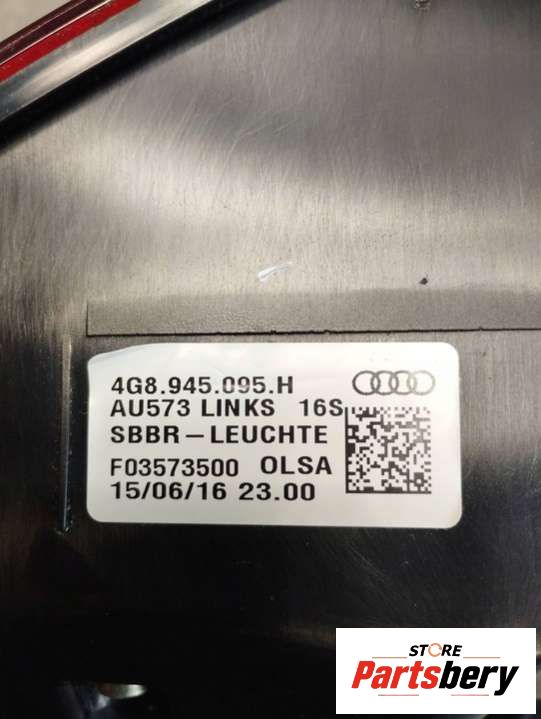 4G8.945.095.H
AU573 LINKS 16S
SBBR-LEUCHTE
F03573500 OLSA
15/06/16 23.00
STORE
Partsbery